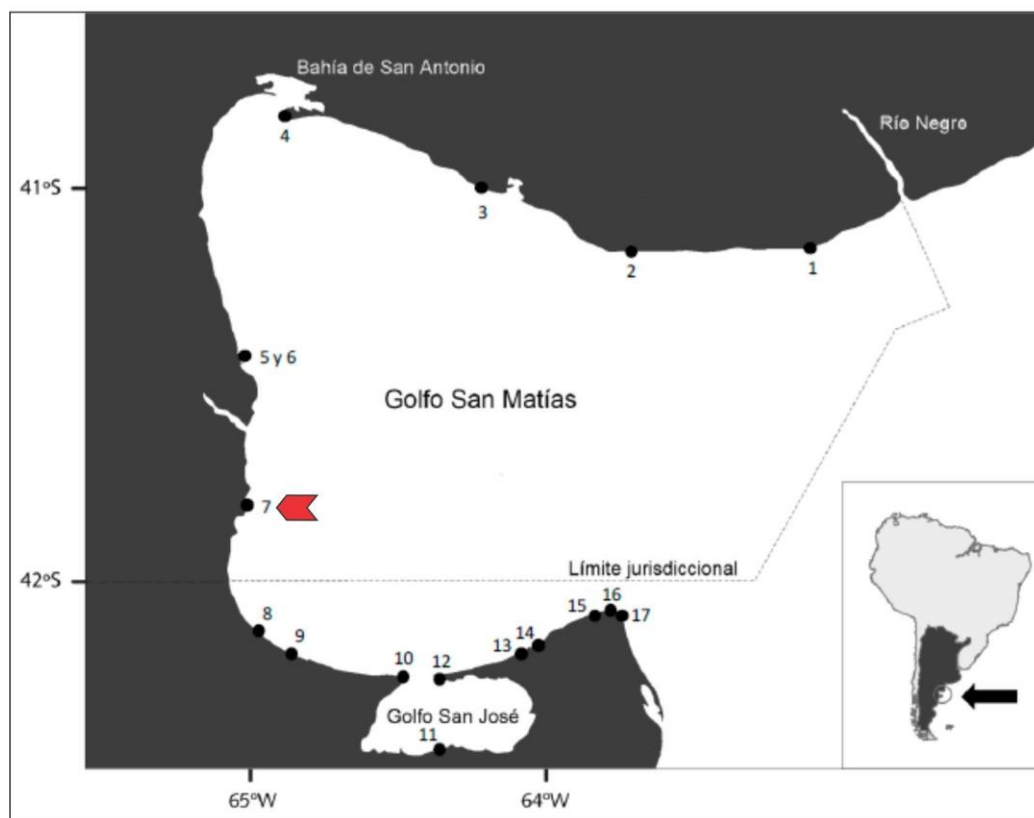 Bahía de San Antonio
Río Negro
4
41ºS
3
2
1
5 y 6
Golfo San Matías
7
42ºS
Límite jurisdiccional
8
9
10
12
13
14
15
16
17
Golfo San José
11
65ºW
64ºW